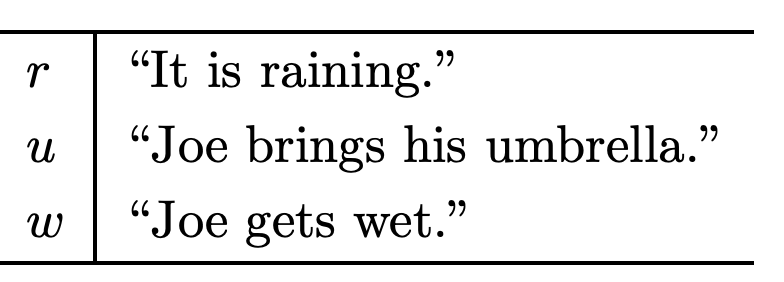 r “It is raining.”
u “Joe brings his umbrella.”
w “Joe gets wet.”